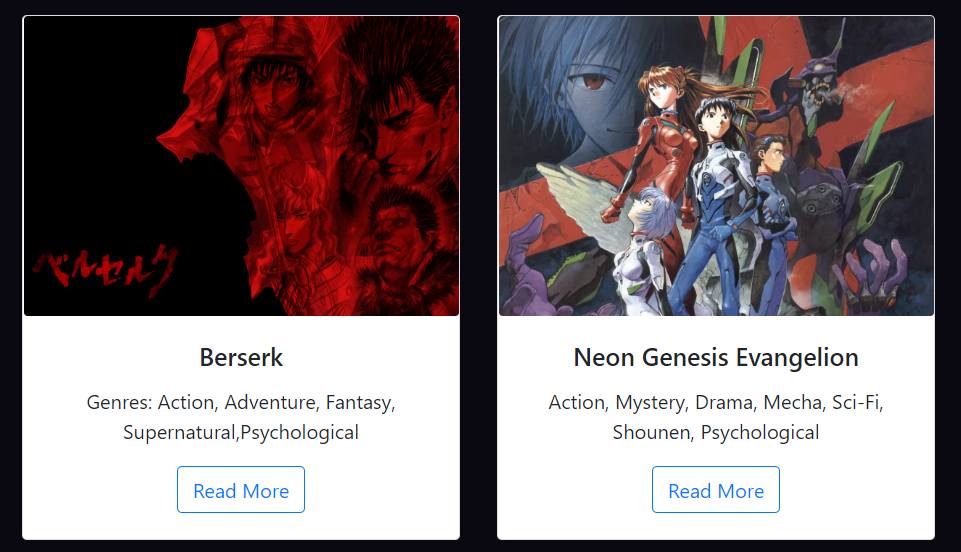 ベルセルク
Berserk
Genres: Action, Adventure, Fantasy,
Supernatural,Psychological
Read More
Neon Genesis Evangelion
Action, Mystery, Drama, Mecha, Sci-Fi,
Shounen, Psychological
Read More